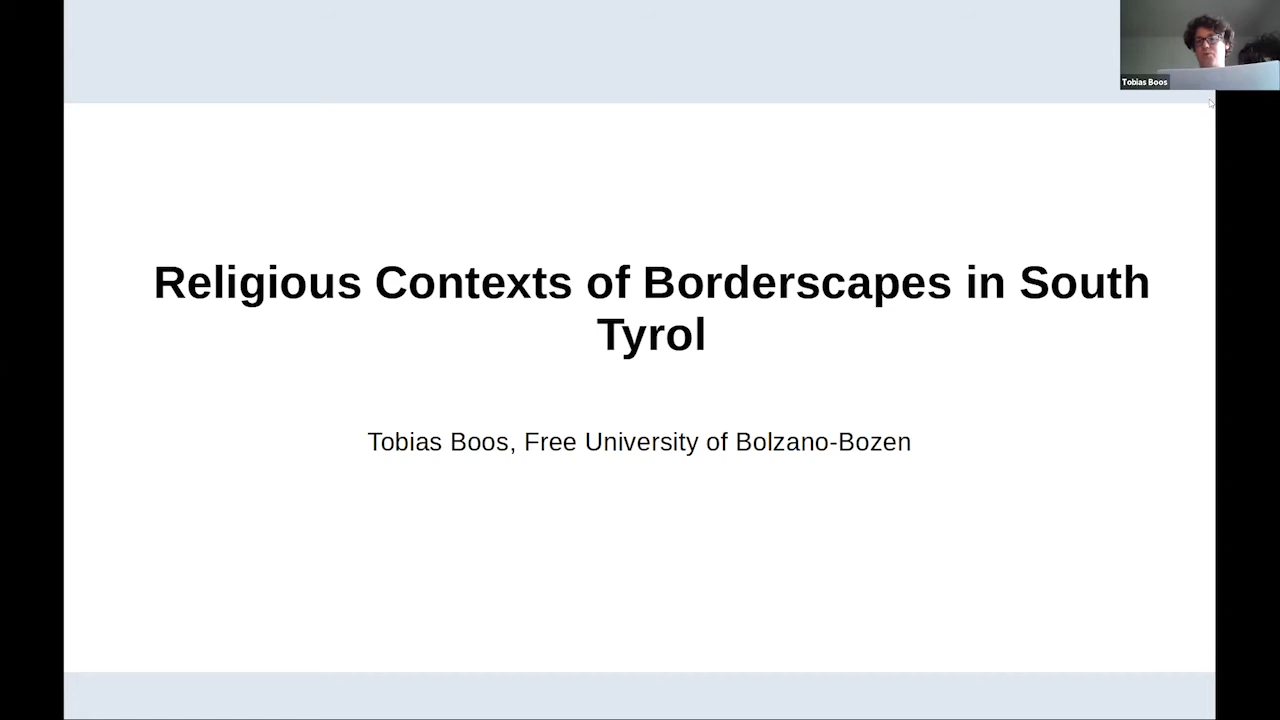 Tobias Boos
Religious Contexts of Borderscapes in South
Tyrol
Tobias Boos, Free University of Bolzano-Bozen